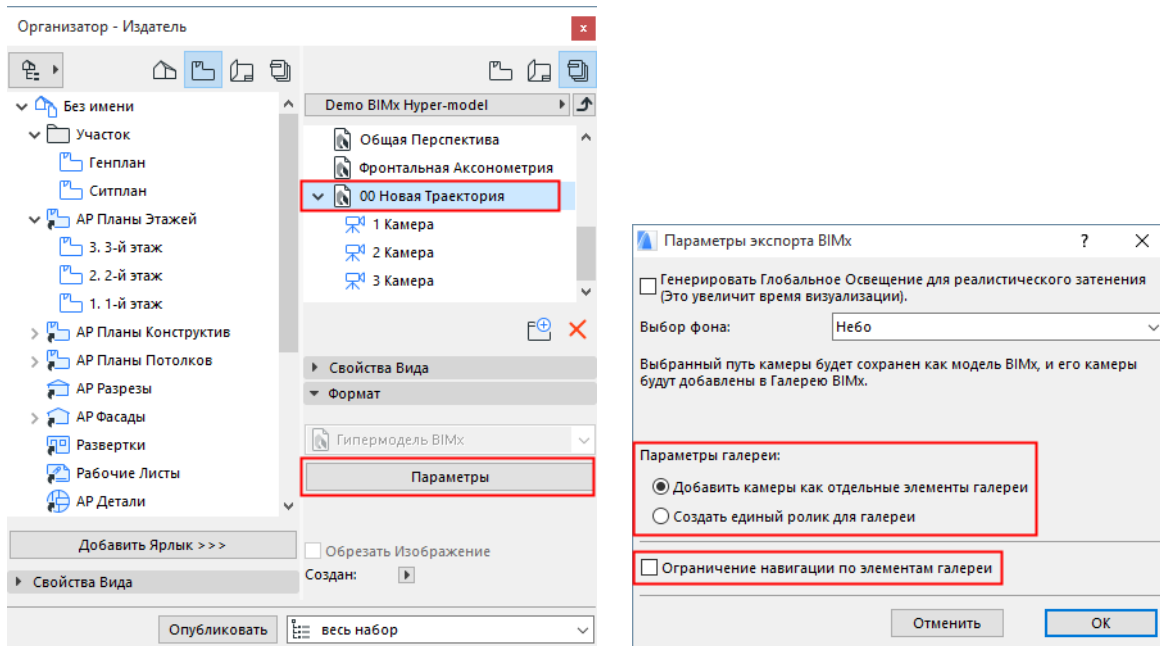 Организатор - Издатель
Без имени
Участок
Генплан
Ситплан
АР Планы Этажей
3. 3-й этаж
2. 2-й этаж
1. 1-й этаж
АР Планы Конструктив
АР Планы Потолков
АР Разрезы
АР Фасады
Развертки
Рабочие Листы
АР Детали
Добавить Ярлык >>>
Свойства Вида
Demo BIMx Hyper-model
Общая Перспектива
Фронтальная Аксонометрия
00 Новая Траектория
1 Камера
2 Камера
3 Камера
Свойства Вида
Формат
Гипермодель BIMx
Параметры
Обрезать Изображение
Создан:
Опубликовать
весь набор
Параметры экспорта BIMx
?
Генерировать Глобальное Освещение для реалистического затенения
(Это увеличит время визуализации).
Выбор фона:
Небо
Выбранный путь камеры будет сохранен как модель BIMx, и его камеры
будут добавлены в Галерею BIMx.
Параметры галереи:
Добавить камеры как отдельные элементы галереи
Создать единый ролик для галереи
Ограничение навигации по элементам галереи
Отменить
ОК